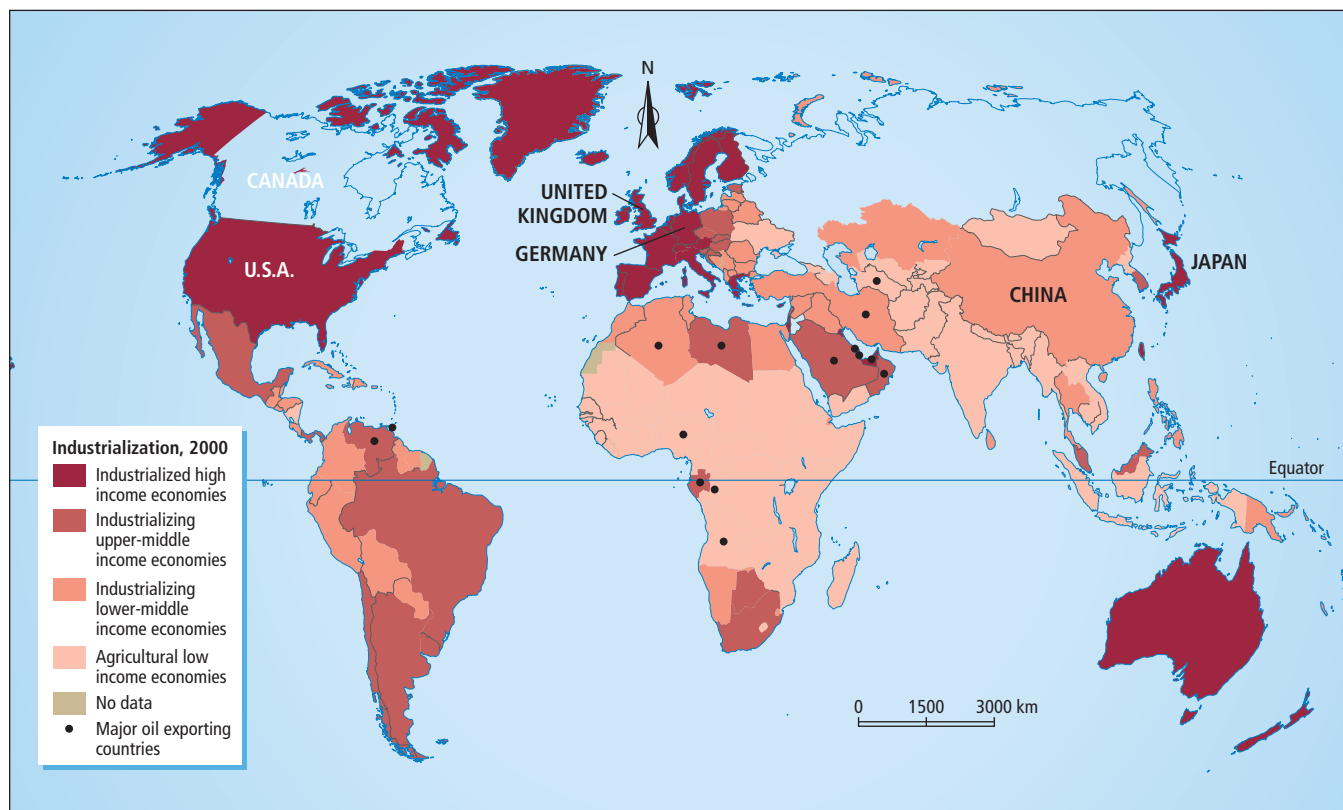 N
CANADA
UNITED
KINGDOM
GERMANY
U.S.A.
JAPAN
CHINA
Equator
Industrialization, 2000
Industrialized high
income economies
Industrializing
upper-middle
income economies
Industrializing
lower-middle
income economies
Agricultural low
income economies
No data
Major oil exporting
countries
0 1500 3000 km